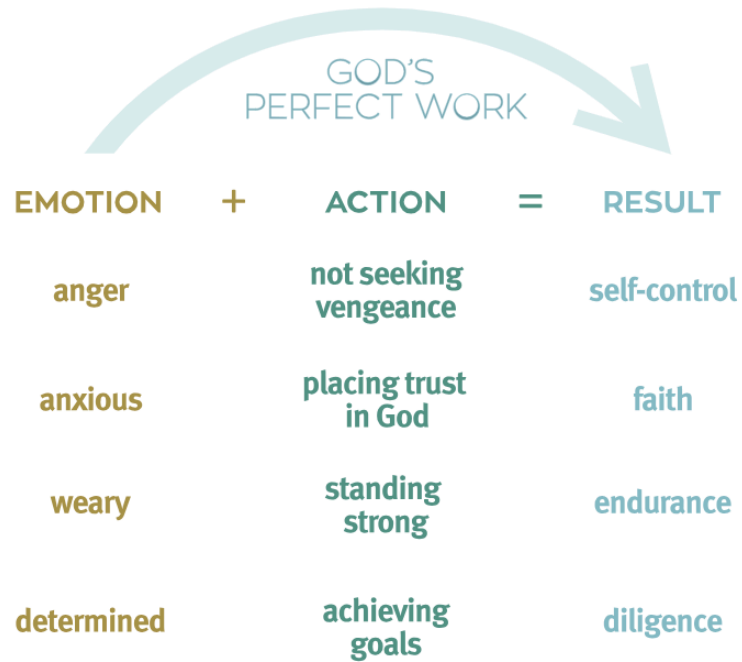 GOD'S
PERFECT WORK
EMOTION + ACTION = RESULT
anger not seeking vengeance self-control
anxious placing trust in God faith
weary standing strong endurance
determined achieving goals diligence